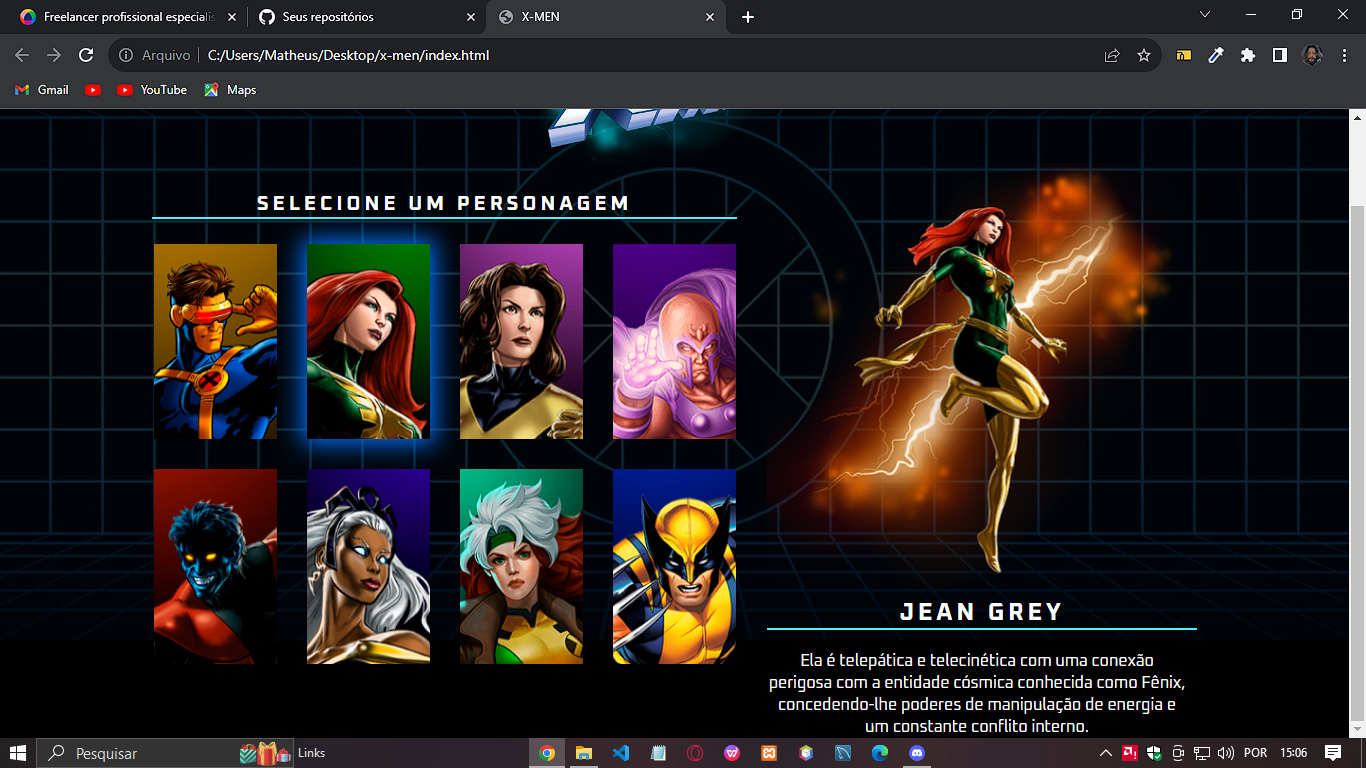 Freelancer profissional especialis
Seus repositórios
X-MEN
Arquivo
C:/Users/Matheus/Desktop/x-men/index.html
Gmail
YouTube
Maps
SELECIONE UM PERSONAGEM
JEAN GREY
Ela é telepática e telecinética com uma conexão
perigosa com a entidade cósmica conhecida como Fênix,
concedendo-lhe poderes de manipulação de energia e
um constante conflito interno.
Pesquisar
Links
POR
15:06